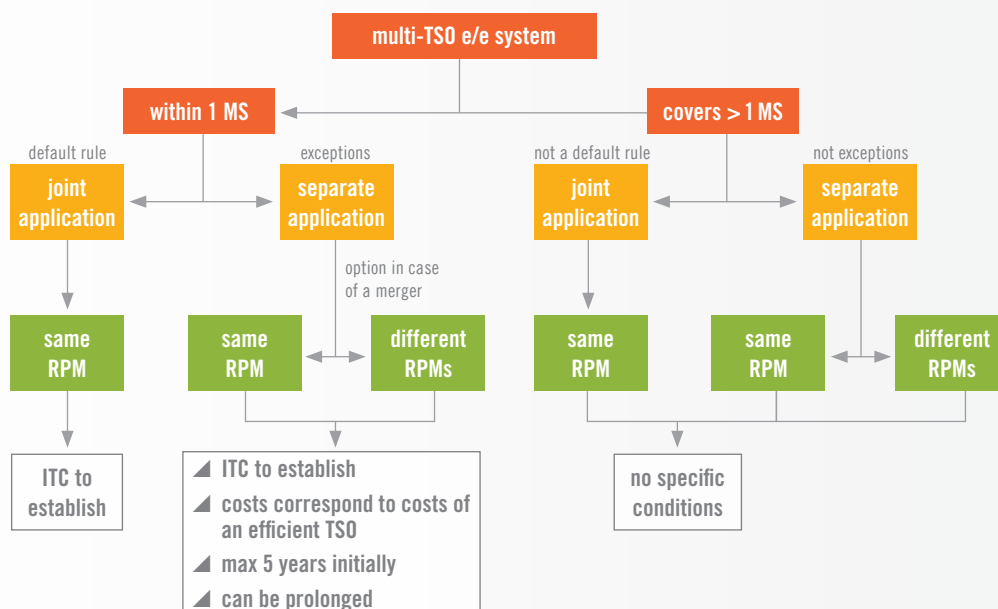 multi-TSO e/e system
within 1 MS
covers > 1 MS
default rule
exceptions
not a default rule
not exceptions
joint
application
separate
application
joint
application
separate
application
option in case
of a merger
same
RPM
same
RPM
different
RPMs
same
RPM
same
RPM
different
RPMs
ITC to
establish
ITC to establish
costs correspond to costs of
an efficient TSO
max 5 years initially
can be prolonged
no specific
conditions